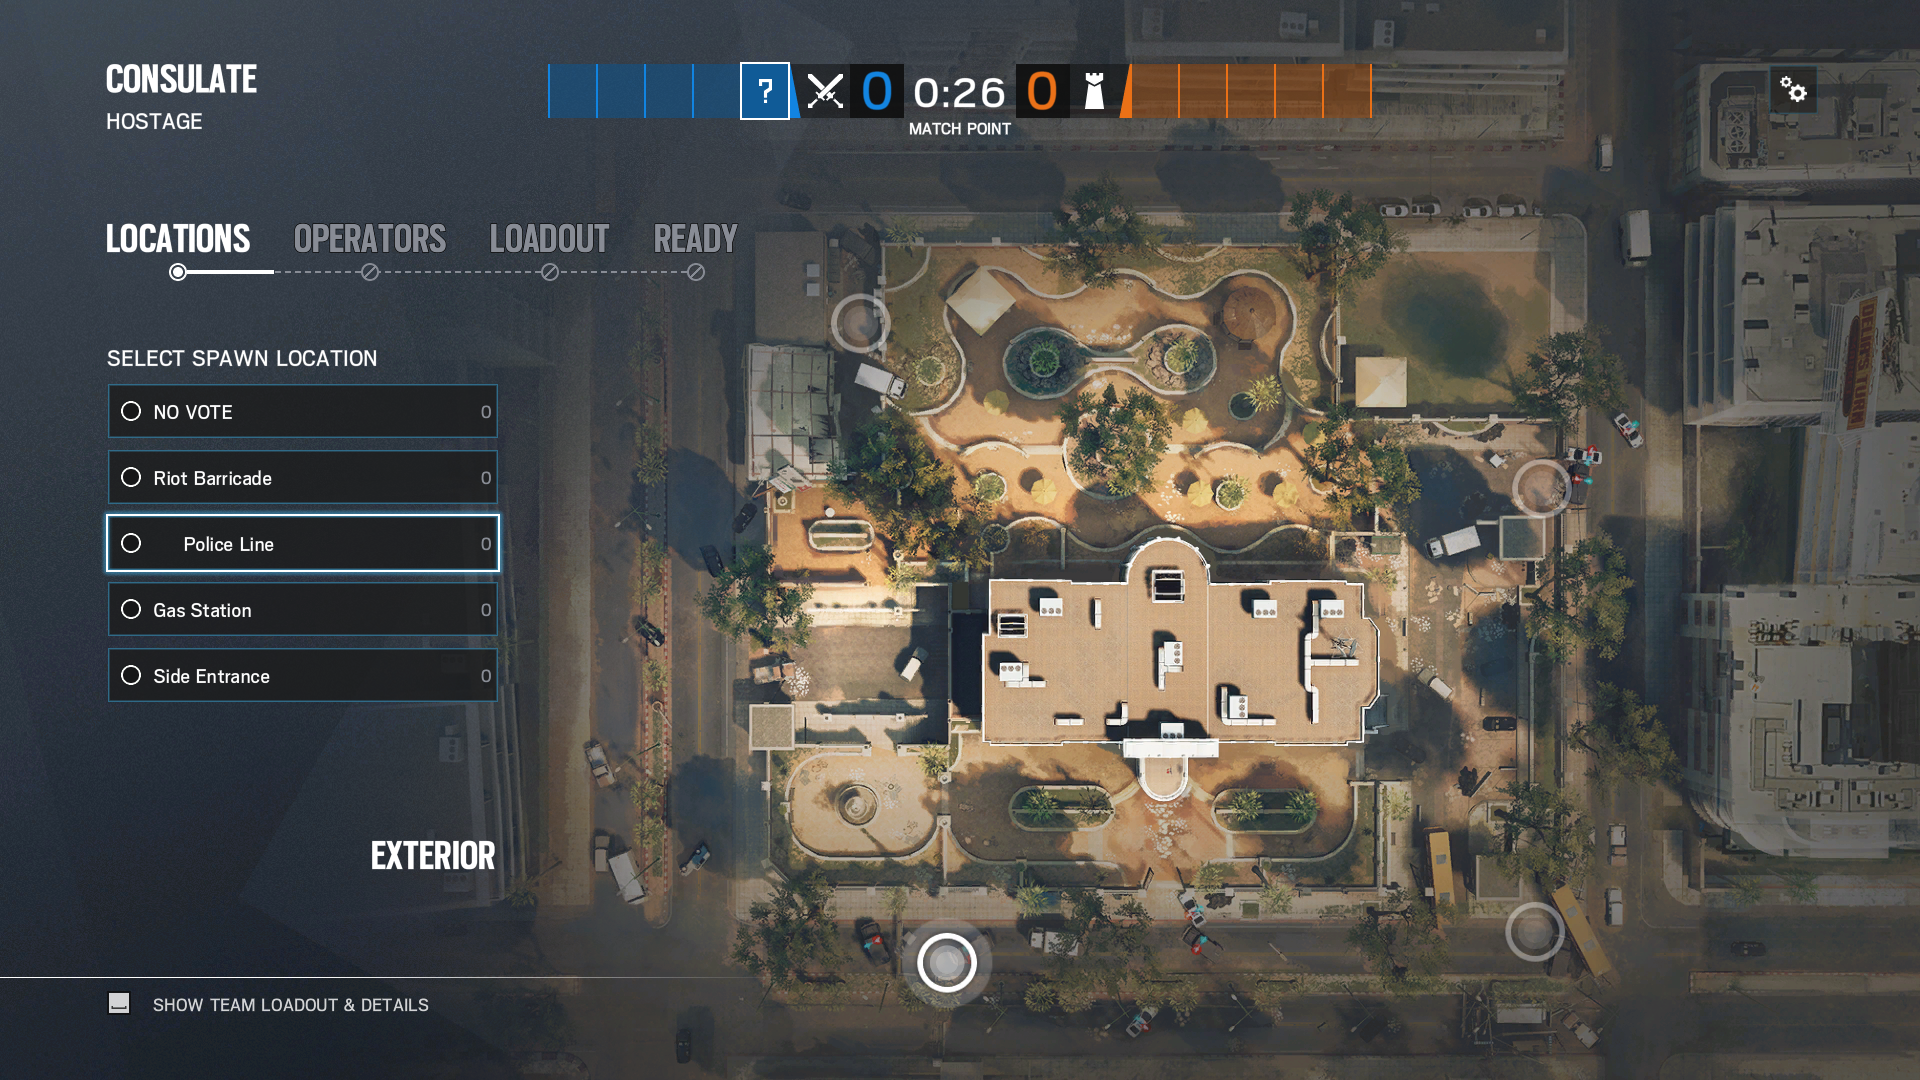 CONSULATE
HOSTAGE
?
0
0:26
0
MATCH POINT
LOCATIONS
OPERATORS
LOADOUT
READY
SELECT SPAWN LOCATION
NO VOTE 0
Riot Barricade 0
Police Line 0
Gas Station 0
Side Entrance 0
EXTERIOR
SHOW TEAM LOADOUT & DETAILS